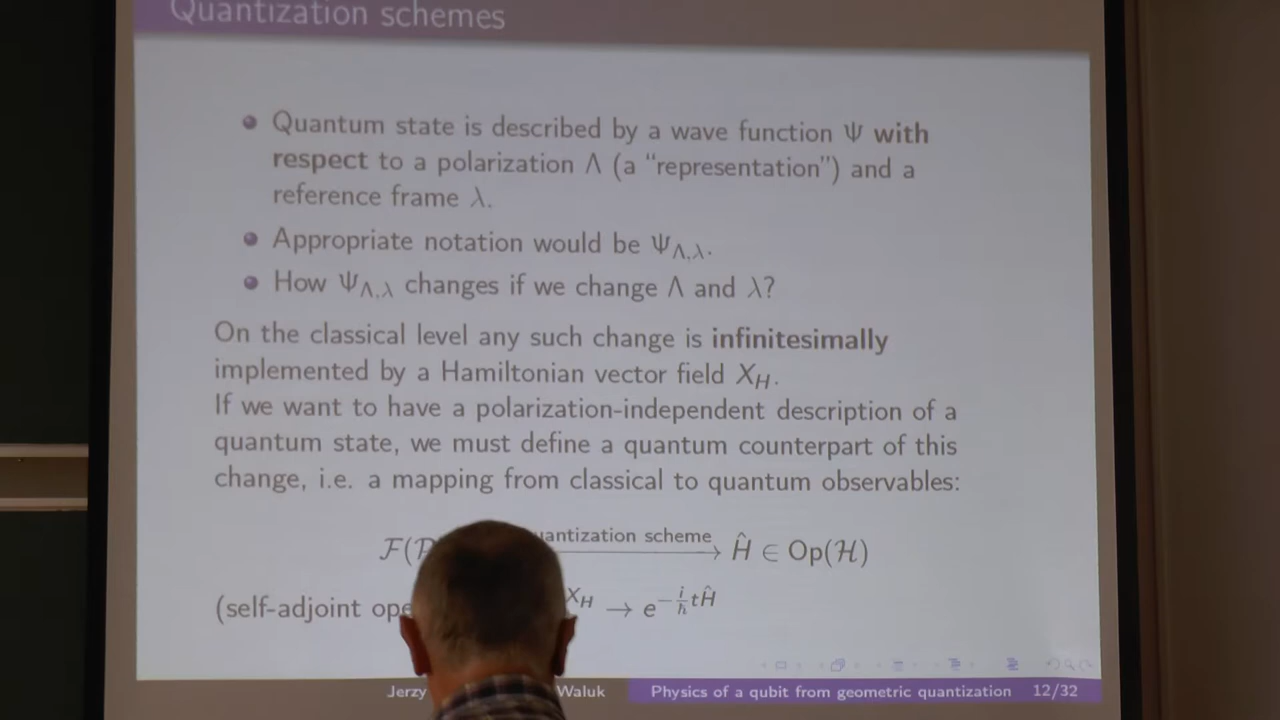 Quantization schemes
Quantum state is described by a wave function Ψ with
respect to a polarization Λ (a “representation”) and a
reference frame λ.
Appropriate notation would be Ψ_Λ,λ.
How Ψ_Λ,λ changes if we change Λ and λ?
On the classical level any such change is infinitesimally
implemented by a Hamiltonian vector field X_H.
If we want to have a polarization-independent description of a
quantum state, we must define a quantum counterpart of this
change, i.e. a mapping from classical to quantum observables:
scheme
F(P Ĥ ∈ Op(H)
(self-adjoint X_H → e^{-i/ħ tĤ}
Jerzy Waluk Physics of a qubit from geometric quantization 12/32